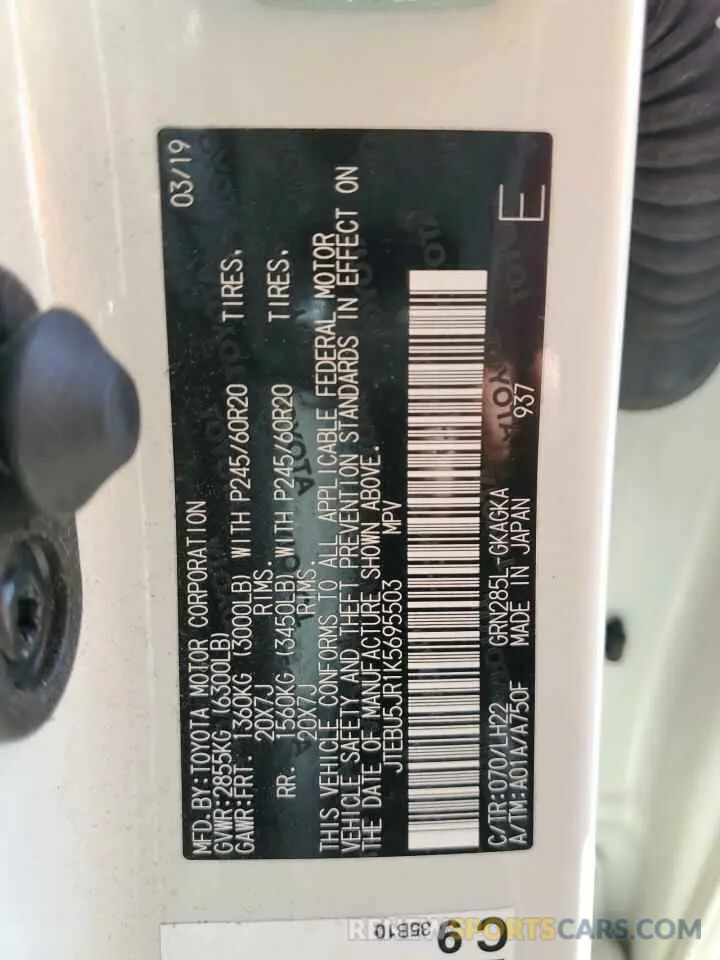 03/19
MFD.BY:TOYOTA MOTOR CORPORATION
GVWR:2855KG (6300LB)
GAWR:FRT. 1360KG (3000LB) WITH P245/60R20 TIRES,
20X7J RIMS.
RR. 1560KG (3450LB) WITH P245/60R20 TIRES,
20X7J RIMS.
THIS VEHICLE CONFORMS TO ALL APPLICABLE FEDERAL MOTOR
VEHICLE SAFETY AND THEFT PREVENTION STANDARDS IN EFFECT ON
THE DATE OF MANUFACTURE SHOWN ABOVE.
JTEBU5JR1K5695503 MPV
C/TR:070/LH22 GRN285L-GKAGKA
A/TM:A01A/A750F MADE IN JAPAN 937
E
C9
85B10
RENEWSPORTSCARS.COM